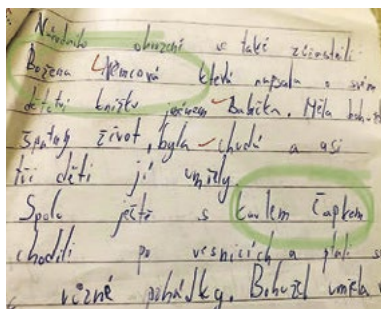 Národního obrození se také zúčastnili
Božena Němcová která napsala o svém
dětství knížku jménem Babička. Měla
špatný život, byla chudá a asi
tři děti jí umřely.
Spolu ještě s Karlem Čapkem
chodili po vesnicích a psali
různé pohádky. Bohužel umřela